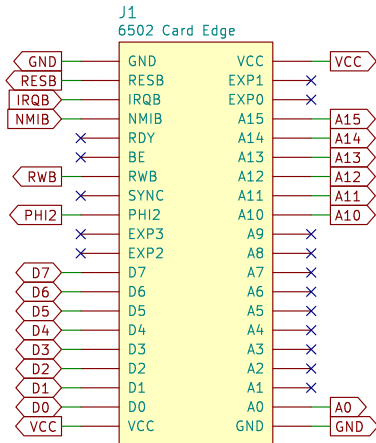 J1
6502 Card Edge
GND GND VCC VCC
RESB RESB EXP1
IRQB IRQB EXP0
NMIB NMIB A15 A15
RDY A14 A14
BE A13 A13
RWB RWB A12 A12
SYNC A11 A11
PHI2 PHI2 A10 A10
EXP3 A9
EXP2 A8
D7 D7 A7
D6 D6 A6
D5 D5 A5
D4 D4 A4
D3 D3 A3
D2 D2 A2
D1 D1 A1
D0 D0 A0 A0
VCC VCC GND GND